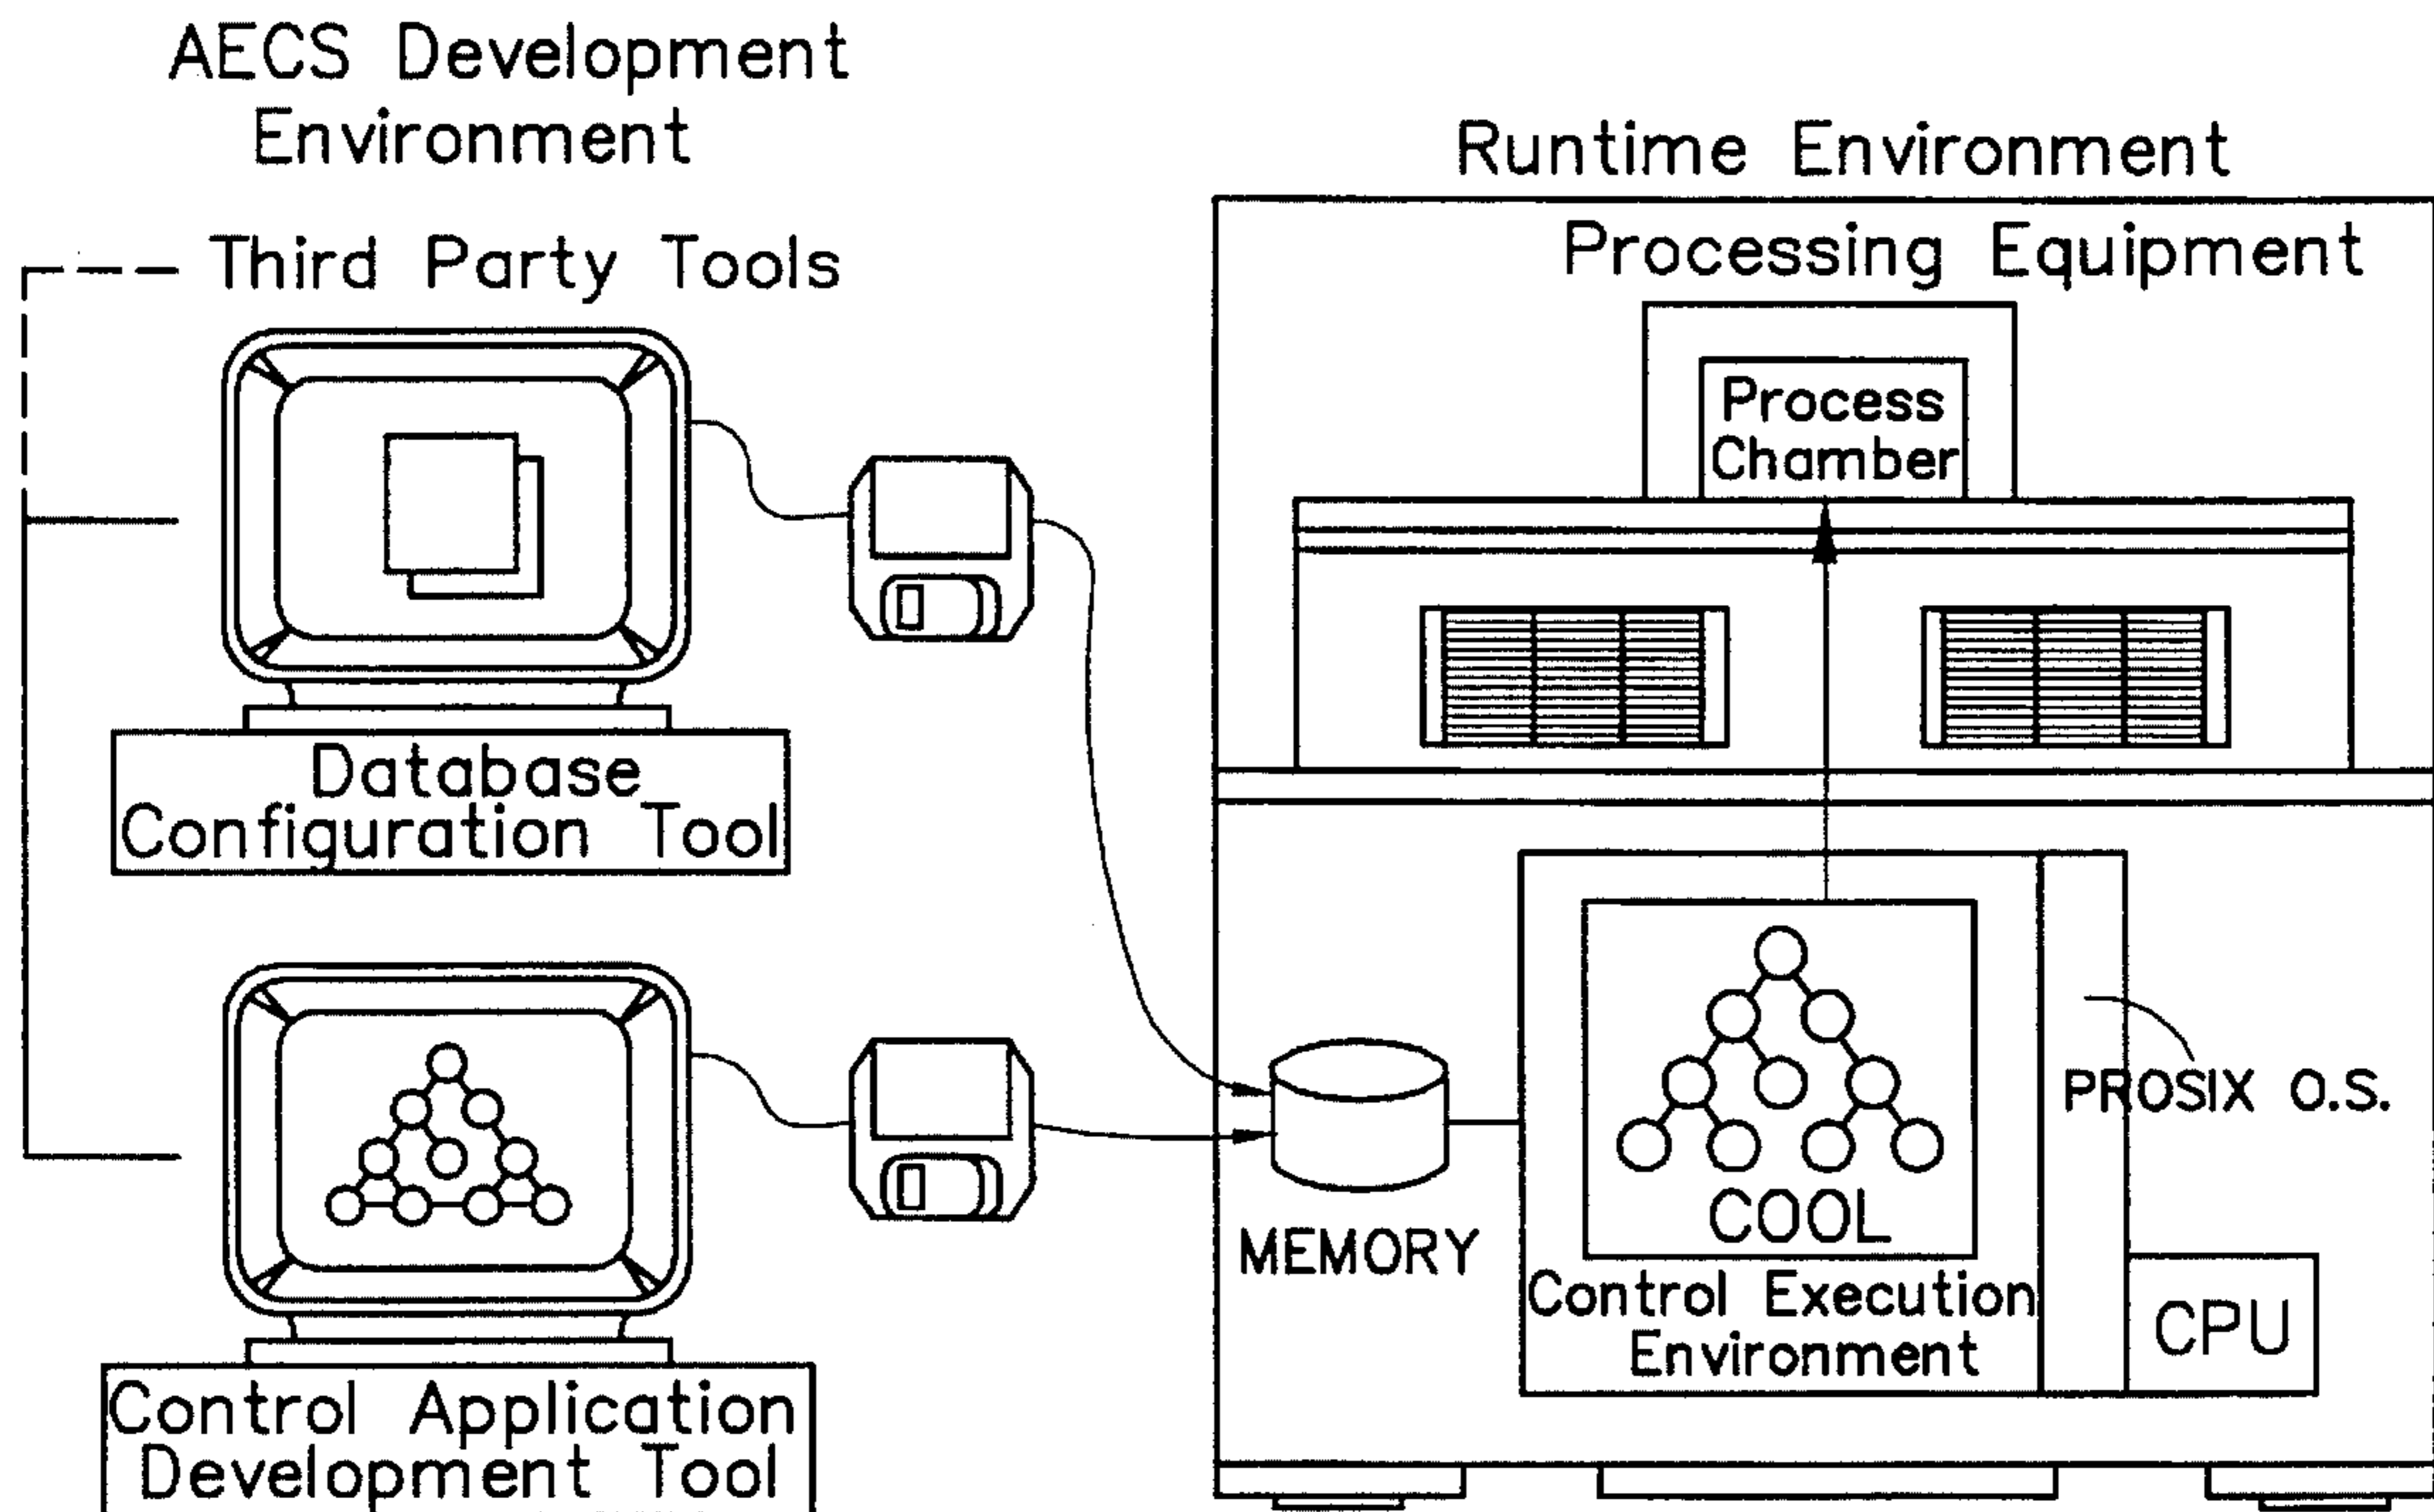 AECS Development
Environment
Third Party Tools
Database
Configuration Tool
Control Application
Development Tool
Runtime Environment
Processing Equipment
Process
Chamber
MEMORY
COOL
Control Execution
Environment
PROSIX O.S.
CPU